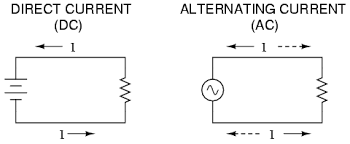 DIRECT CURRENT
(DC)
I
I
ALTERNATING CURRENT
(AC)
I
I